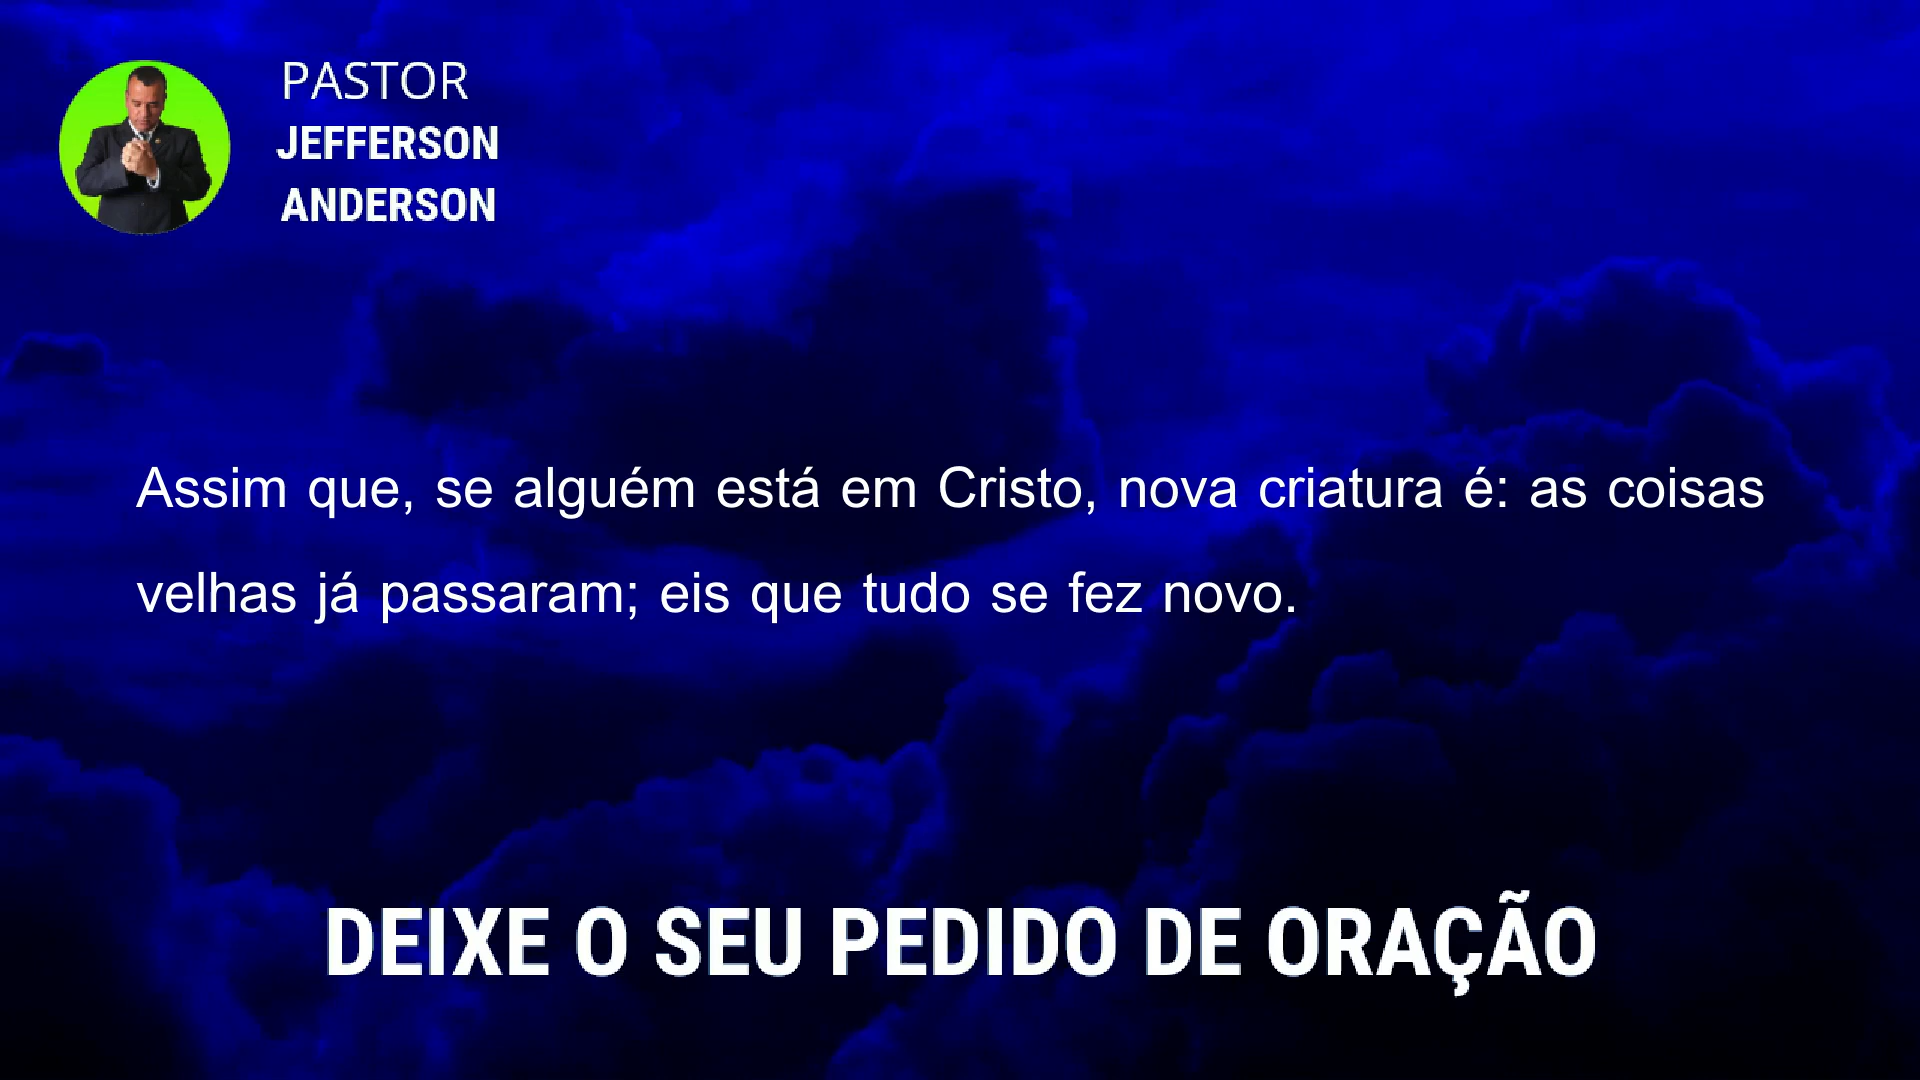 PASTOR
JEFFERSON
ANDERSON
Assim que, se alguém está em Cristo, nova criatura é: as coisas
velhas já passaram; eis que tudo se fez novo.
DEIXE O SEU PEDIDO DE ORAÇÃO